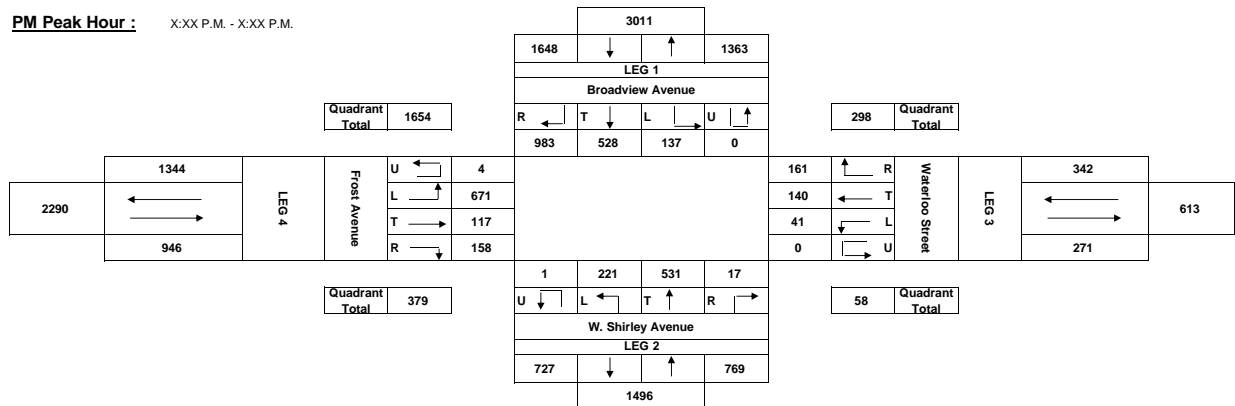 PM Peak Hour : X:XX P.M. - X:XX P.M.
3011
1648 1363
LEG 1
Broadview Avenue
Quadrant Total 1654
R T L U
298 Quadrant Total
983 528 137 0
1344
2290
946
LEG 4
Frost Avenue
U 4
L 671
T 117
R 158
161 R
140 T
41 L
0 U
Waterloo Street
LEG 3
342
613
271
1 221 531 17
Quadrant Total 379
U L T R
58 Quadrant Total
W. Shirley Avenue
LEG 2
727 769
1496